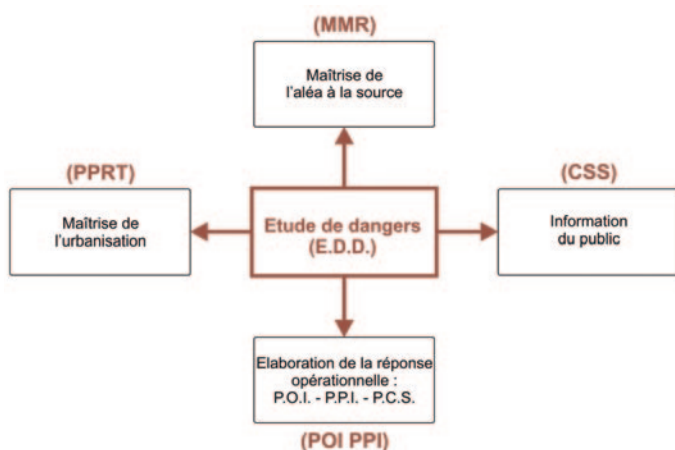 (MMR)
Maîtrise de
l'aléa à la source
(PPRT)
Maîtrise de
l'urbanisation
Etude de dangers
(E.D.D.)
(CSS)
Information
du public
Elaboration de la réponse
opérationnelle :
P.O.I. - P.P.I. - P.C.S.
(POI PPI)